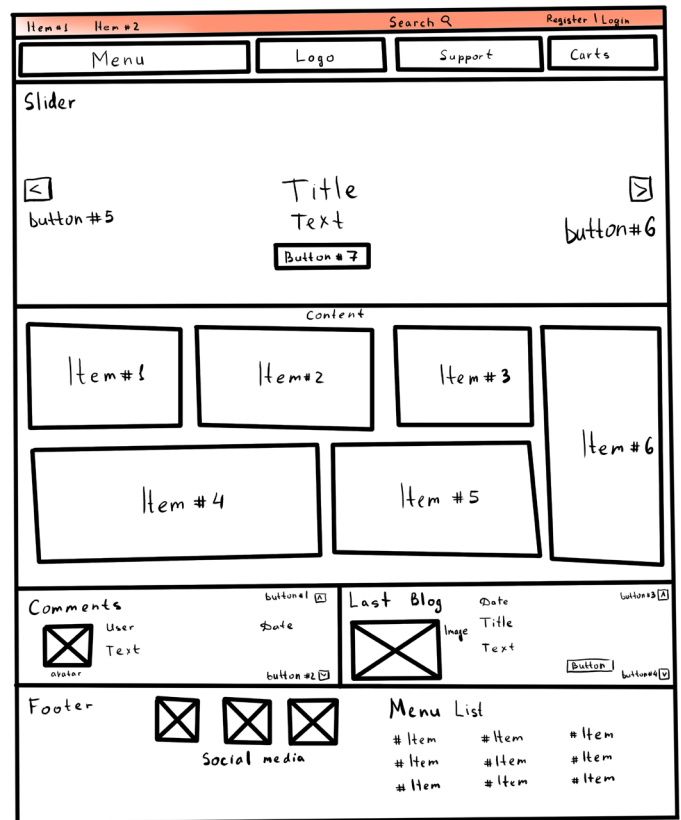 Item #1 Item #2 Search Register | Login
Menu Logo Support Carts
Slider
<
>
Title
button #5
Text
button #6
Button #7
Content
Item #1 Item #2 Item #3
Item #6
Item #4 Item #5
Comments
button #1 ^
User Date
Text
avatar
button #2 v
Last Blog
Date
button #3 ^
Image
Title
Text
Button
button #4 v
Footer
Social media
Menu List
# Item # Item # Item
# Item # Item # Item
# Item # Item # Item